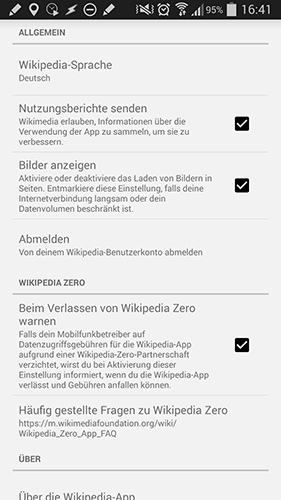 95% 16:41
ALLGEMEIN
Wikipedia-Sprache
Deutsch
Nutzungsberichte senden
Wikimedia erlauben, Informationen über die
Verwendung der App zu sammeln, um sie zu
verbessern.
Bilder anzeigen
Aktiviere oder deaktiviere das Laden von Bildern in
Seiten. Entmarkiere diese Einstellung, falls deine
Internetverbindung langsam oder dein
Datenvolumen beschränkt ist.
Abmelden
Von deinem Wikipedia-Benutzerkonto abmelden
WIKIPEDIA ZERO
Beim Verlassen von Wikipedia Zero
warnen
Falls dein Mobilfunkbetreiber auf
Datenzugriffsgebühren für die Wikipedia-App
aufgrund einer Wikipedia-Zero-Partnerschaft
verzichtet, wirst du bei Aktivierung dieser
Einstellung informiert, wenn du die Wikipedia-App
verlässt und Gebühren anfallen können.
Häufig gestellte Fragen zu Wikipedia Zero
https://m.wikimediafoundation.org/wiki/
Wikipedia_Zero_App_FAQ
ÜBER
Über die Wikipedia-App